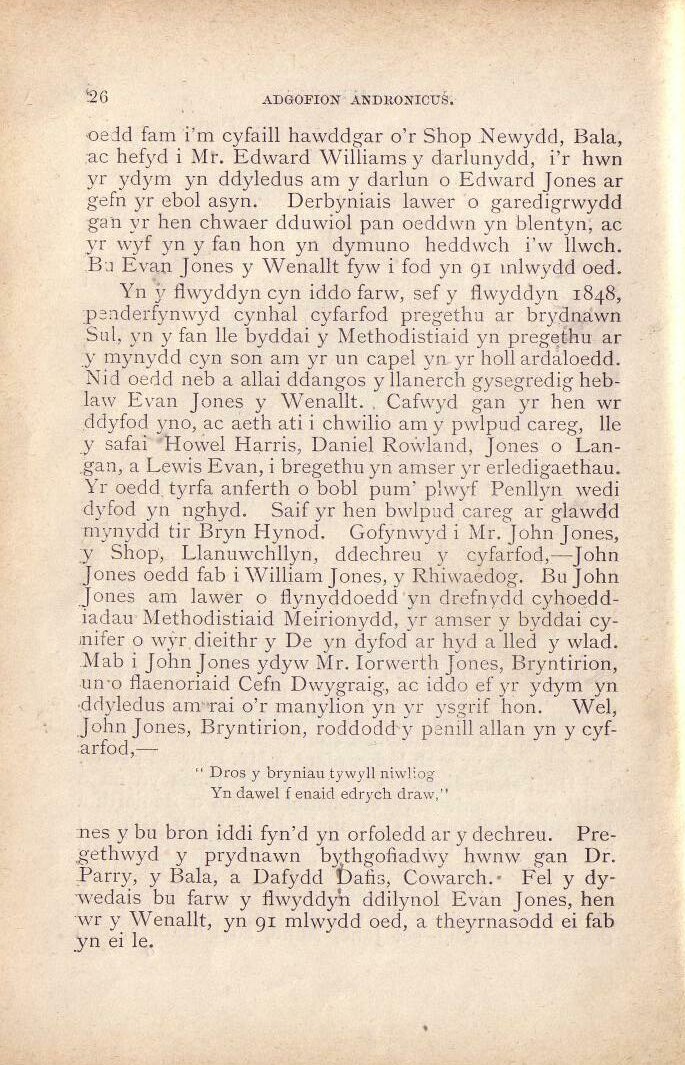 26 ADGOFION ANDRONICUS.
oedd fam i'm cyfaill hawddgar o'r Shop Newydd, Bala,
ac hefyd i Mr. Edward Williams y darlunydd, i'r hwn
yr ydym yn ddyledus am y darlun o Edward Jones ar
gefn yr ebol asyn. Derbyniais lawer o garedigrwydd
gan yr hen chwaer dduwiol pan oeddwn yn blentyn, ac
yr wyf yn y fan hon yn dymuno heddwch i'w llwch.
Bu Evan Jones y Wenallt fyw i fod yn 91 mlwydd oed.
Yn y flwyddyn cyn iddo farw, sef y flwyddyn 1848,
penderfynwyd cynhal cyfarfod pregethu ar brydnawn
Sul, yn y fan lle byddai y Methodistiaid yn pregethu ar
y mynydd cyn son am yr un capel yn yr holl ardaloedd.
Nid oedd neb a allai ddangos y llanerch gysegredig heb-
law Evan Jones y Wenallt. Cafwyd gan yr hen wr
ddyfod yno, ac aeth ati i chwilio am y pwlpud careg, lle
y safai Howel Harris, Daniel Rowland, Jones o Lan-
gan, a Lewis Evan, i bregethu yn amser yr erledigaethau.
Yr oedd tyrfa anferth o bobl pum' plwyf Penllyn wedi
dyfod yn nghyd. Saif yr hen bwlpud careg ar glawdd
mynydd tir Bryn Hynod. Gofynwyd i Mr. John Jones,
y Shop, Llanuwchllyn, ddechreu y cyfarfod,—John
Jones oedd fab i William Jones, y Rhiwaedog. Bu John
Jones am lawer o flynyddoedd yn drefnydd cyhoedd-
iadau Methodistiaid Meirionydd, yr amser y byddai cy-
nifer o wyr dieithr y De yn dyfod ar hyd a lled y wlad.
Mab i John Jones ydyw Mr. Iorwerth Jones, Bryntirion,
un o flaenoriaid Cefn Dwygraig, ac iddo ef yr ydym yn
ddyledus am rai o'r manylion yn yr ysgrif hon. Wel,
John Jones, Bryntirion, roddodd y penill allan yn y cyf-
arfod,—
" Dros y bryniau tywyll niwliog
Yn dawel f enaid edrych draw,"
nes y bu bron iddi fyn'd yn orfoledd ar y dechreu. Pre-
gethwyd y prydnawn bythgofiadwy hwnw gan Dr.
Parry, y Bala, a Dafydd Dafis, Cowarch. Fel y dy-
wedais bu farw y flwyddyn ddilynol Evan Jones, hen
wr y Wenallt, yn 91 mlwydd oed, a theyrnasodd ei fab
yn ei le.